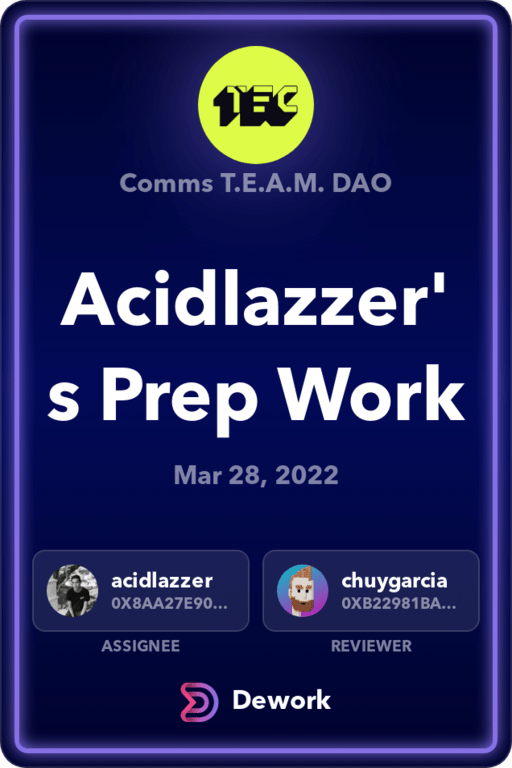 TEC
Comms T.E.A.M. DAO
Acidlazzer'
s Prep Work
Mar 28, 2022
acidlazzer
0X8AA27E90...
chuygarcia
0XB22981BA...
ASSIGNEE
REVIEWER
Dework